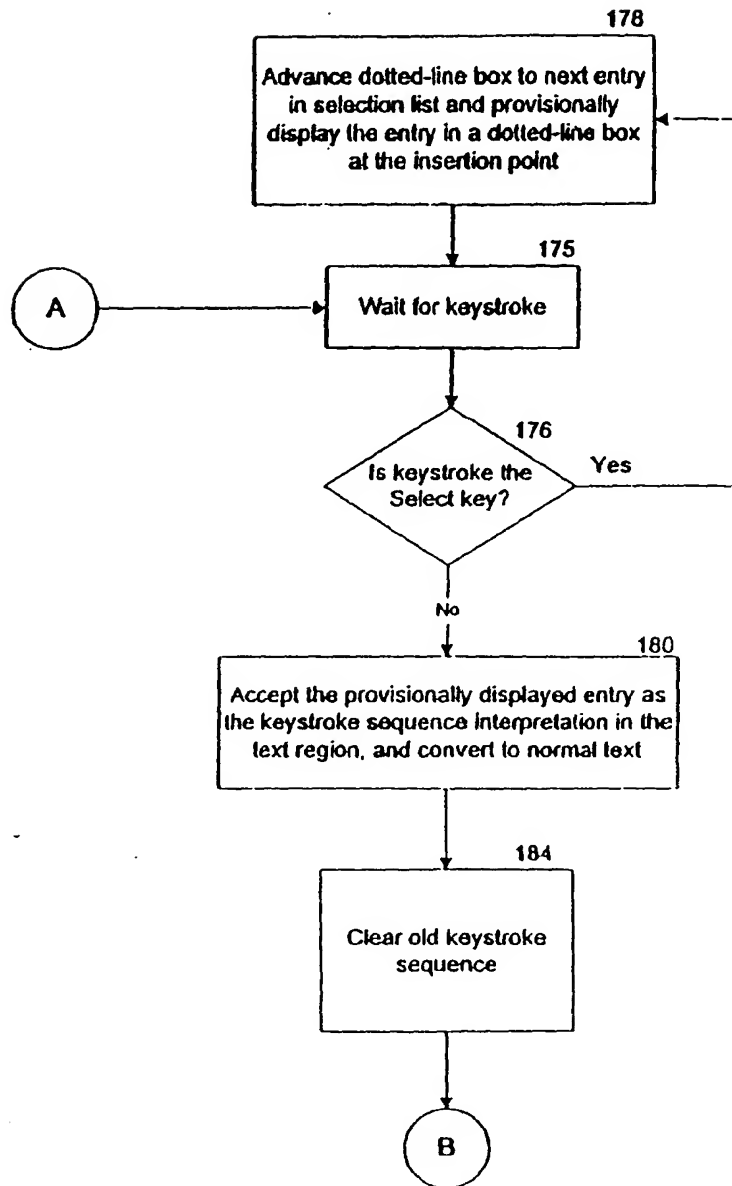 178
Advance dotted-line box to next entry
in selection list and provisionally
display the entry in a dotted-line box
at the insertion point
175
A
Wait for keystroke
176
Is keystroke the
Select key?
Yes
No
180
Accept the provisionally displayed entry as
the keystroke sequence interpretation in the
text region, and convert to normal text
184
Clear old keystroke
sequence
B